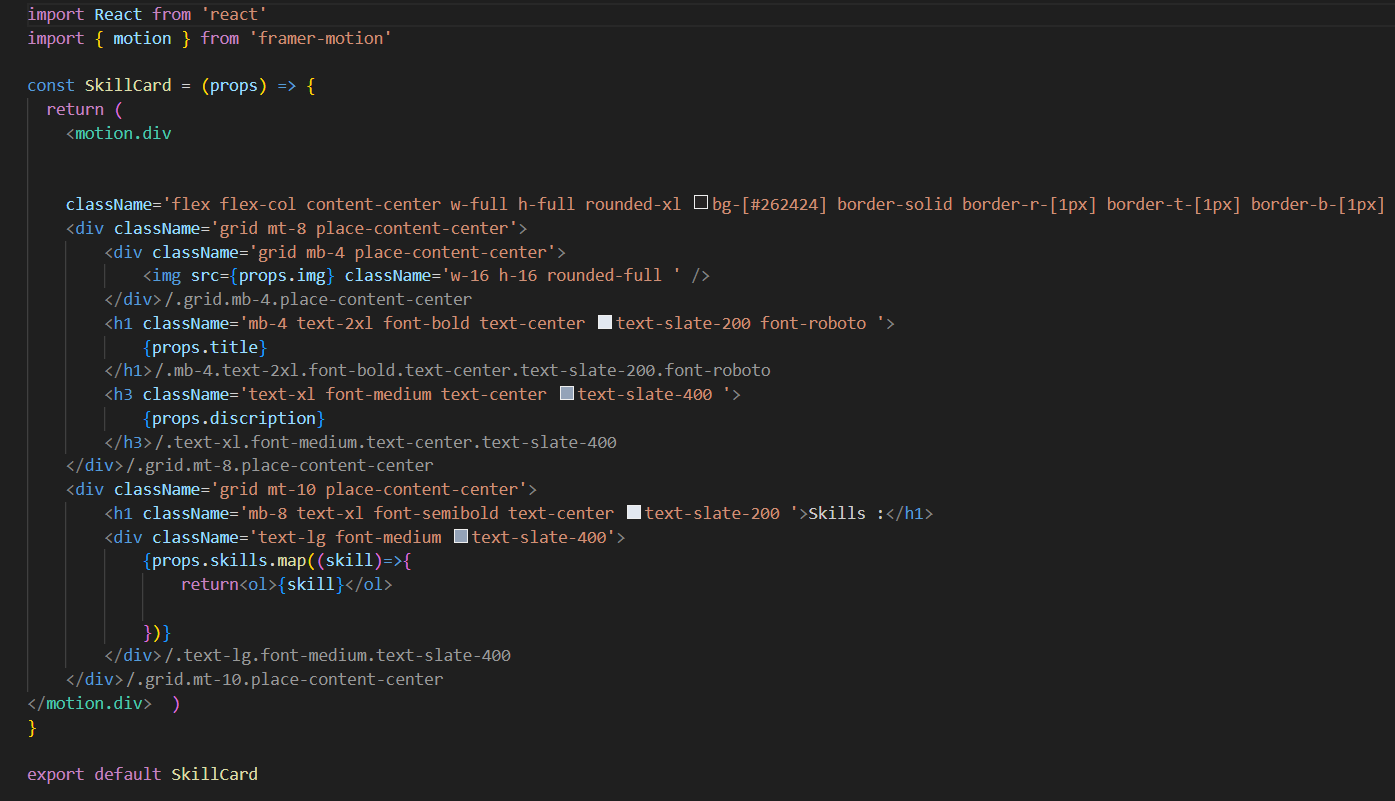 import React from 'react'
import { motion } from 'framer-motion'
const SkillCard = (props) => {
return (
<motion.div
className='flex flex-col content-center w-full h-full rounded-xl bg-[#262424] border-solid border-r-[1px] border-t-[1px] border-b-[1px]
<div className='grid mt-8 place-content-center'>
<div className='grid mb-4 place-content-center'>
<img src={props.img} className='w-16 h-16 rounded-full ' />
</div>/.grid.mb-4.place-content-center
<h1 className='mb-4 text-2xl font-bold text-center text-slate-200 font-roboto '>
{props.title}
</h1>/.mb-4.text-2xl.font-bold.text-center.text-slate-200.font-roboto
<h3 className='text-xl font-medium text-center text-slate-400 '>
{props.discription}
</h3>/.text-xl.font-medium.text-center.text-slate-400
</div>/.grid.mt-8.place-content-center
<div className='grid mt-10 place-content-center'>
<h1 className='mb-8 text-xl font-semibold text-center text-slate-200 '>Skills :</h1>
<div className='text-lg font-medium text-slate-400'>
{props.skills.map((skill)=>{
return<ol>{skill}</ol>
})}
</div>/.text-lg.font-medium.text-slate-400
</div>/.grid.mt-10.place-content-center
</motion.div>  )
}
export default SkillCard